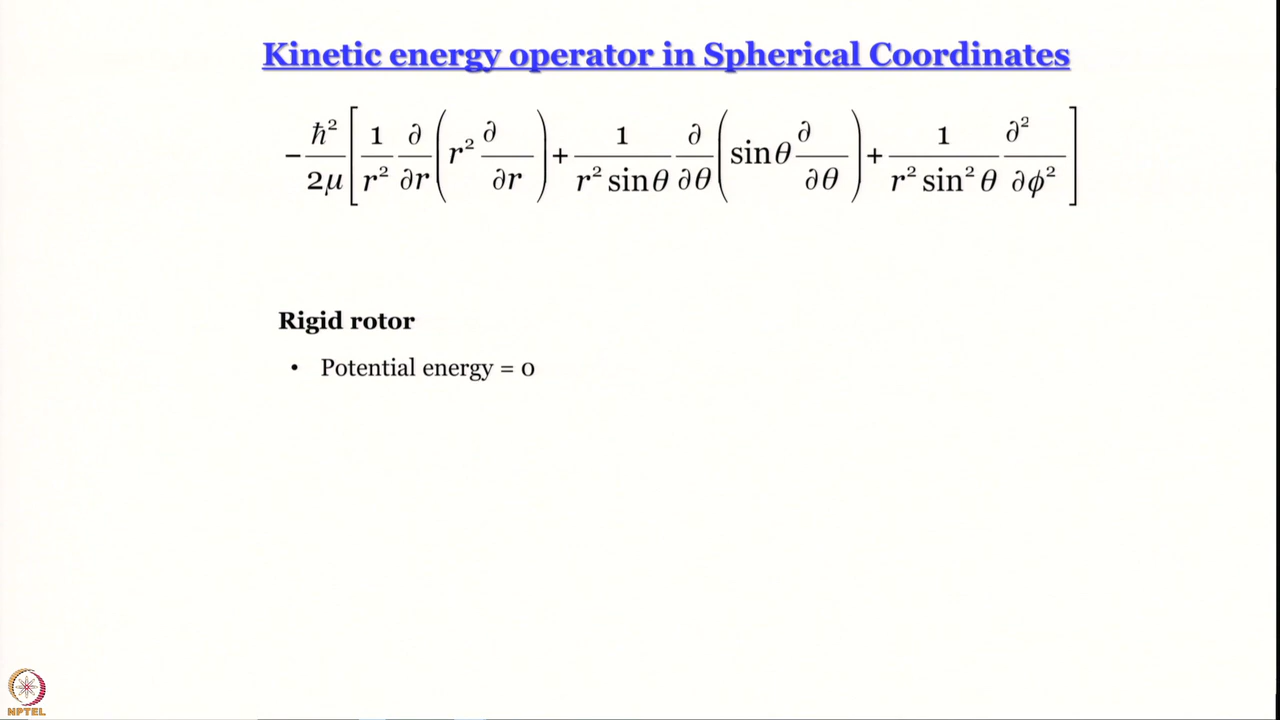 Kinetic energy operator in Spherical Coordinates
−ħ²/2μ [ 1/r² ∂/∂r ( r² ∂/∂r ) + 1/(r² sinθ) ∂/∂θ ( sinθ ∂/∂θ ) + 1/(r² sin² θ) ∂²/∂ϕ² ]
Rigid rotor
• Potential energy = 0
NPTEL